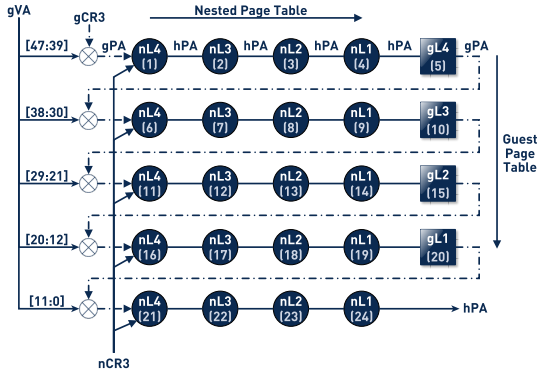 gVA
gCR3
Nested Page Table
[47:39]
gPA
nL4
(1)
hPA
nL3
(2)
hPA
nL2
(3)
hPA
nL1
(4)
hPA
gL4
(5)
gPA
[38:30]
nL4
(6)
nL3
(7)
nL2
(8)
nL1
(9)
gL3
(10)
Guest
Page
Table
[29:21]
nL4
(11)
nL3
(12)
nL2
(13)
nL1
(14)
gL2
(15)
[20:12]
nL4
(16)
nL3
(17)
nL2
(18)
nL1
(19)
gL1
(20)
[11:0]
nL4
(21)
nL3
(22)
nL2
(23)
nL1
(24)
hPA
nCR3